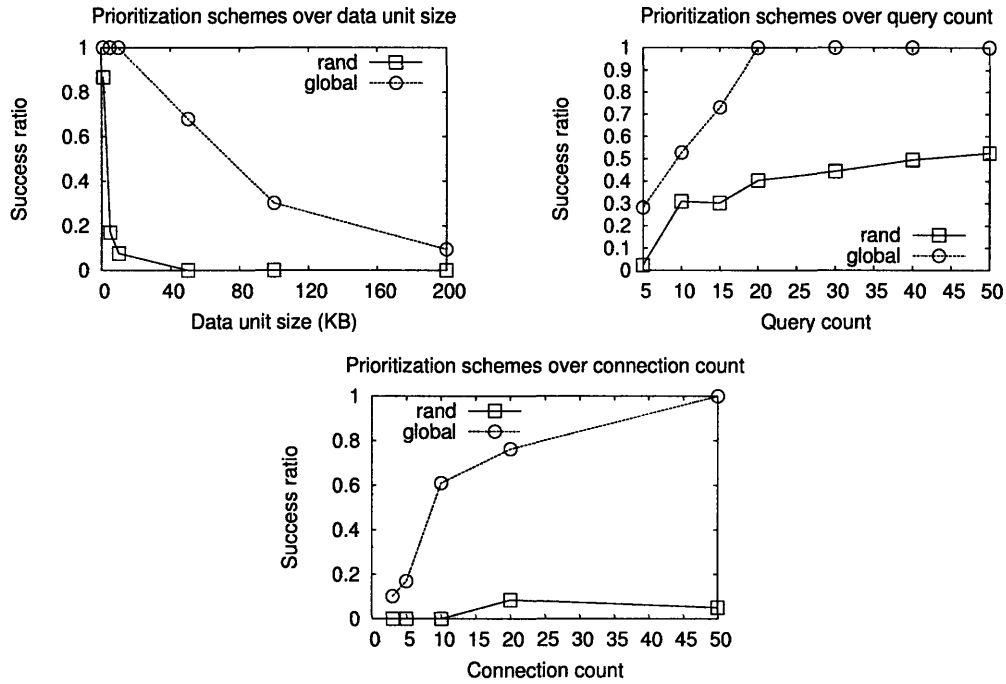 Prioritization schemes over data unit size
1
0.8
0.6
0.4
0.2
0
rand
global
Success ratio
0 40 80 120 160 200
Data unit size (KB)
Prioritization schemes over query count
1
0.9
0.8
0.7
0.6
0.5
0.4
0.3
0.2
0.1
0
rand
global
Success ratio
5 10 15 20 25 30 35 40 45 50
Query count
Prioritization schemes over connection count
1
0.8
0.6
0.4
0.2
0
rand
global
Success ratio
0 5 10 15 20 25 30 35 40 45 50
Connection count